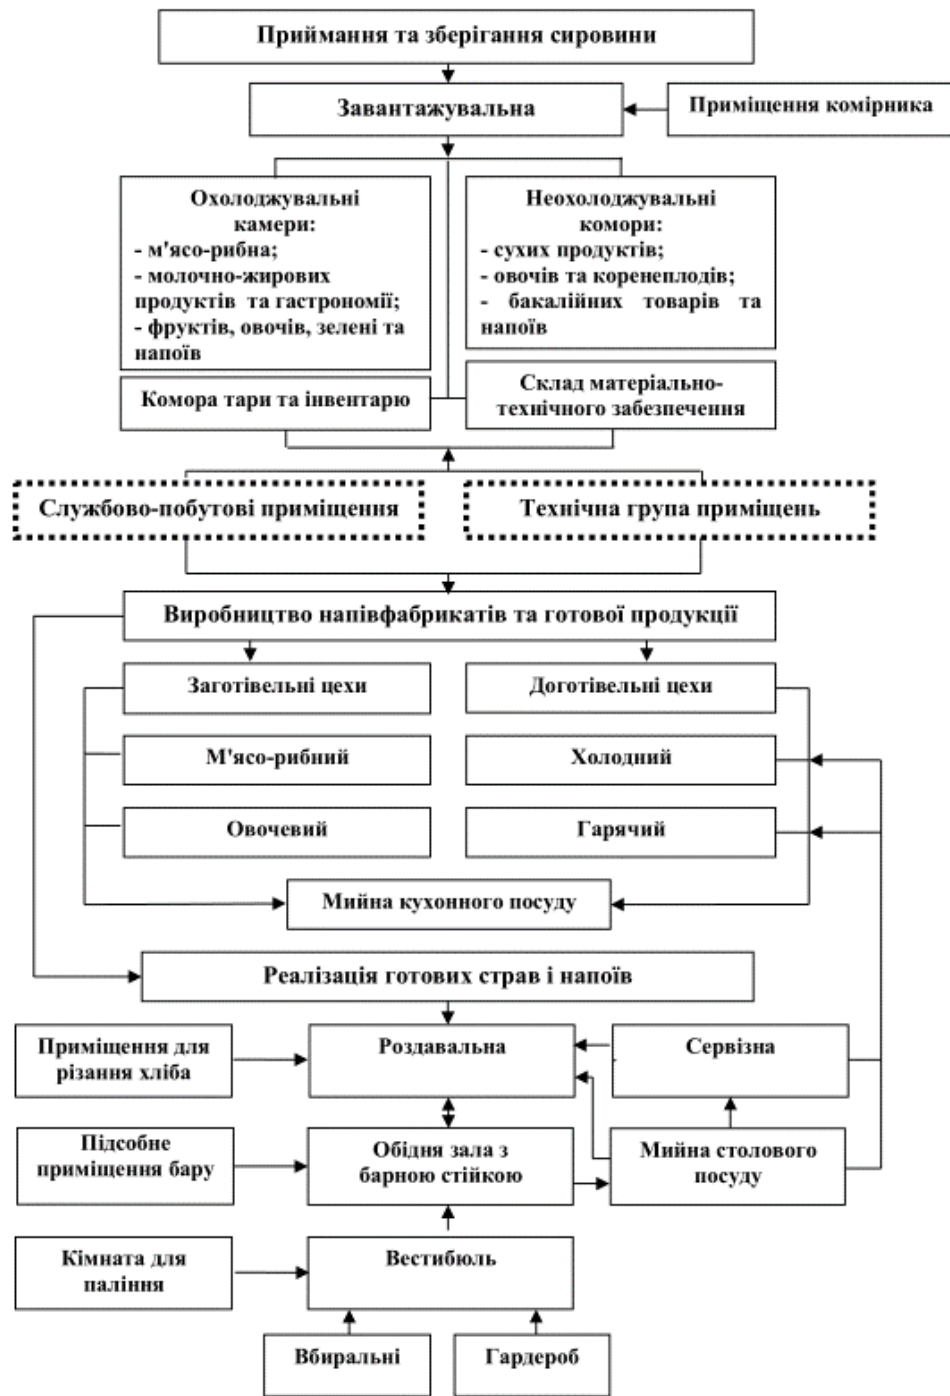 Приймання та зберігання сировини
Завантажувальна
Приміщення комірника
Охолоджувальні
камери:
- м'ясо-рибна;
- молочно-жирових
продуктів та гастрономії;
- фруктів, овочів, зелені та
напоїв
Неохолоджувальні
комори:
- сухих продуктів;
- овочів та коренеплодів;
- бакалійних товарів та
напоїв
Комора тари та інвентарю
Склад матеріально-
технічного забезпечення
Службово-побутові приміщення
Технічна група приміщень
Виробництво напівфабрикатів та готової продукції
Заготівельні цехи
Доготівельні цехи
М'ясо-рибний
Холодний
Овочевий
Гарячий
Мийна кухонного посуду
Реалізація готових страв і напоїв
Приміщення для
різання хліба
Роздавальна
Сервізна
Підсобне
приміщення бару
Обідня зала з
барною стійкою
Мийна столового
посуду
Кімната для
паління
Вестибюль
Вбиральні
Гардероб